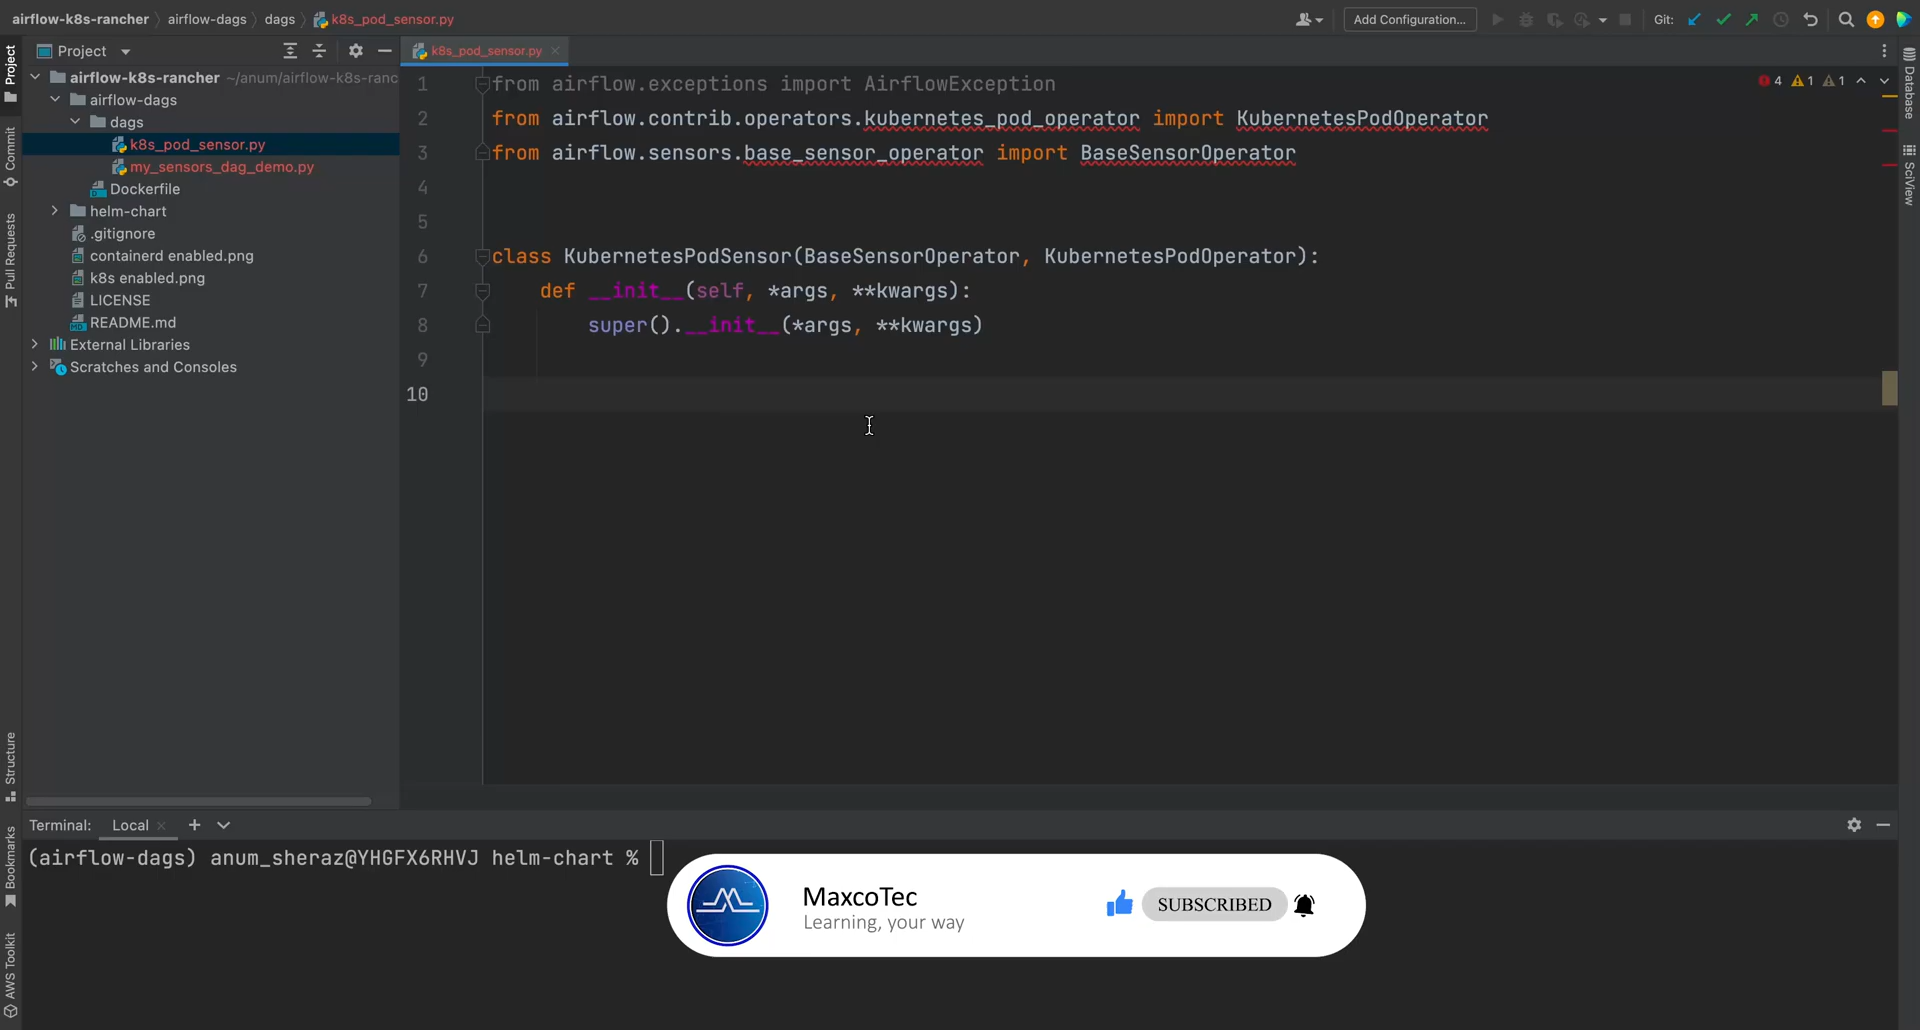 airflow-k8s-rancher airflow-dags dags k8s_pod_sensor.py
Add Configuration...
Git:
Project
k8s_pod_sensor.py
airflow-k8s-rancher ~/anum/airflow-k8s-ranc
airflow-dags
dags
k8s_pod_sensor.py
my_sensors_dag_demo.py
Dockerfile
helm-chart
.gitignore
containerd enabled.png
k8s enabled.png
LICENSE
README.md
External Libraries
Scratches and Consoles
Project
Commit
Pull Requests
Structure
Bookmarks
AWS Toolkit
1 from airflow.exceptions import AirflowException
2 from airflow.contrib.operators.kubernetes_pod_operator import KubernetesPodOperator
3 from airflow.sensors.base_sensor_operator import BaseSensorOperator
4
5
6 class KubernetesPodSensor(BaseSensorOperator, KubernetesPodOperator):
7 def __init__(self, *args, **kwargs):
8 super().__init__(*args, **kwargs)
9
10
4 1 1
Database
SciView
Terminal: Local
(airflow-dags) anum_sheraz@YHGFX6RHVJ helm-chart %
MaxcoTec
Learning, your way
SUBSCRIBED